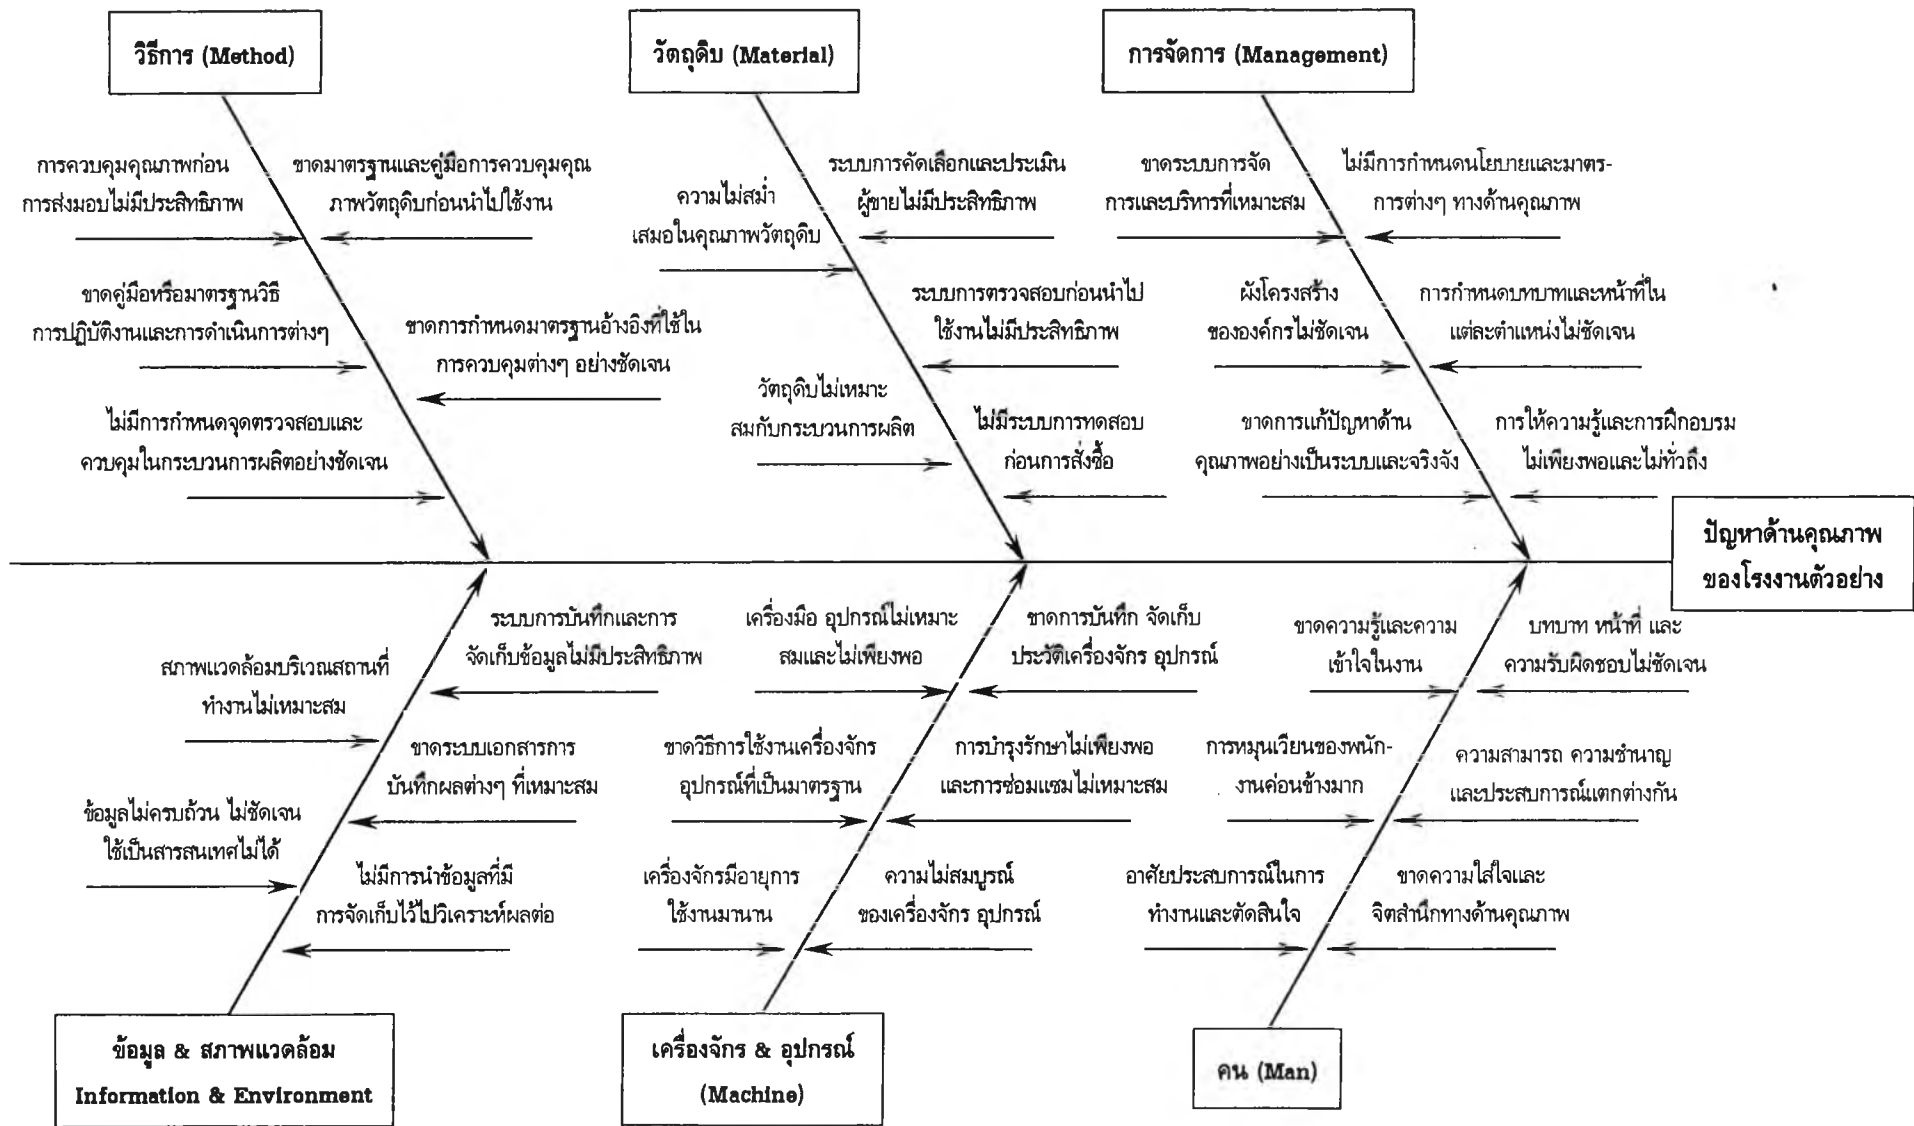 วิธีการ (Method)
วัตถุดิบ (Material)
การจัดการ (Management)
การควบคุมคุณภาพก่อน
การส่งมอบไม่มีประสิทธิภาพ
ขาดมาตรฐานและคู่มือการควบคุมคุณ
ภาพวัตถุดิบก่อนนำไปใช้งาน
ขาดคู่มือหรือมาตรฐานวิธี
การปฏิบัติงานและการดำเนินการต่างๆ
ขาดการกำหนดมาตรฐานอ้างอิงที่ใช้ใน
การควบคุมต่างๆ อย่างชัดเจน
ไม่มีการกำหนดจุดตรวจสอบและ
ควบคุมในกระบวนการผลิตอย่างชัดเจน
ความไม่สม่ำ
เสมอในคุณภาพวัตถุดิบ
ระบบการคัดเลือกและประเมิน
ผู้ขายไม่มีประสิทธิภาพ
ระบบการตรวจสอบก่อนนำไป
ใช้งานไม่มีประสิทธิภาพ
วัตถุดิบไม่เหมาะ
สมกับกระบวนการผลิต
ไม่มีระบบการทดสอบ
ก่อนการสั่งซื้อ
ขาดระบบการจัด
การและบริหารที่เหมาะสม
ไม่มีการกำหนดนโยบายและมาตร-
การต่างๆ ทางด้านคุณภาพ
ผังโครงสร้าง
ขององค์กรไม่ชัดเจน
การกำหนดบทบาทและหน้าที่ใน
แต่ละตำแหน่งไม่ชัดเจน
ขาดการแก้ปัญหาด้าน
คุณภาพอย่างเป็นระบบและจริงจัง
การให้ความรู้และการฝึกอบรม
ไม่เพียงพอและไม่ทั่วถึง
ปัญหาด้านคุณภาพ
ของโรงงานตัวอย่าง
ระบบการบันทึกและการ
จัดเก็บข้อมูลไม่มีประสิทธิภาพ
สภาพแวดล้อมบริเวณสถานที่
ทำงานไม่เหมาะสม
ขาดระบบเอกสารการ
บันทึกผลต่างๆ ที่เหมาะสม
ข้อมูลไม่ครบถ้วน ไม่ชัดเจน
ใช้เป็นสารสนเทศไม่ได้
ไม่มีการนำข้อมูลที่มี
การจัดเก็บไว้ไปวิเคราะห์ผลต่อ
เครื่องมือ อุปกรณ์ไม่เหมาะ
สมและไม่เพียงพอ
ขาดการบันทึก จัดเก็บ
ประวัติเครื่องจักร อุปกรณ์
ขาดวิธีการใช้งานเครื่องจักร
อุปกรณ์ที่เป็นมาตรฐาน
การบำรุงรักษาไม่เพียงพอ
และการซ่อมแซมไม่เหมาะสม
เครื่องจักรมีอายุการ
ใช้งานมานาน
ความไม่สมบูรณ์
ของเครื่องจักร อุปกรณ์
ขาดความรู้และความ
เข้าใจในงาน
บทบาท หน้าที่ และ
ความรับผิดชอบไม่ชัดเจน
การหมุนเวียนของพนัก-
งานค่อนข้างมาก
ความสามารถ ความชำนาญ
และประสบการณ์แตกต่างกัน
อาศัยประสบการณ์ในการ
ทำงานและตัดสินใจ
ขาดความใส่ใจและ
จิตสำนึกทางด้านคุณภาพ
ข้อมูล & สภาพแวดล้อม
Information & Environment
เครื่องจักร & อุปกรณ์
(Machine)
คน (Man)